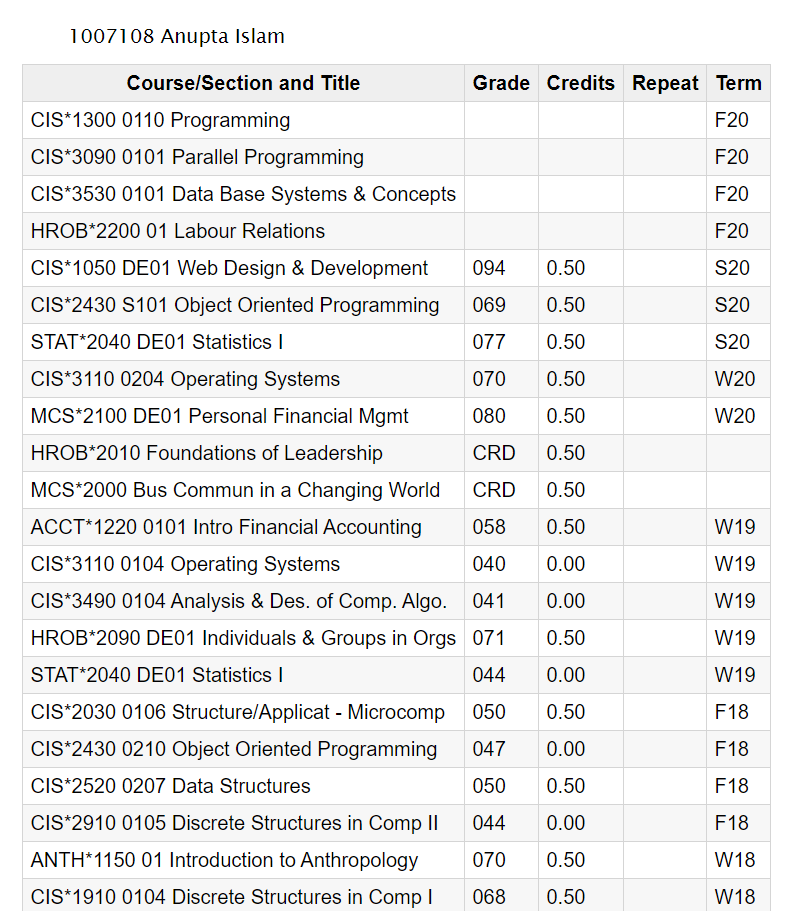 1007108 Anupta Islam
Course/Section and Title Grade Credits Repeat Term
CIS*1300 0110 Programming F20
CIS*3090 0101 Parallel Programming F20
CIS*3530 0101 Data Base Systems & Concepts F20
HROB*2200 01 Labour Relations F20
CIS*1050 DE01 Web Design & Development 094 0.50 S20
CIS*2430 S101 Object Oriented Programming 069 0.50 S20
STAT*2040 DE01 Statistics I 077 0.50 S20
CIS*3110 0204 Operating Systems 070 0.50 W20
MCS*2100 DE01 Personal Financial Mgmt 080 0.50 W20
HROB*2010 Foundations of Leadership CRD 0.50
MCS*2000 Bus Commun in a Changing World CRD 0.50
ACCT*1220 0101 Intro Financial Accounting 058 0.50 W19
CIS*3110 0104 Operating Systems 040 0.00 W19
CIS*3490 0104 Analysis & Des. of Comp. Algo. 041 0.00 W19
HROB*2090 DE01 Individuals & Groups in Orgs 071 0.50 W19
STAT*2040 DE01 Statistics I 044 0.00 W19
CIS*2030 0106 Structure/Applicat - Microcomp 050 0.50 F18
CIS*2430 0210 Object Oriented Programming 047 0.00 F18
CIS*2520 0207 Data Structures 050 0.50 F18
CIS*2910 0105 Discrete Structures in Comp II 044 0.00 F18
ANTH*1150 01 Introduction to Anthropology 070 0.50 W18
CIS*1910 0104 Discrete Structures in Comp I 068 0.50 W18